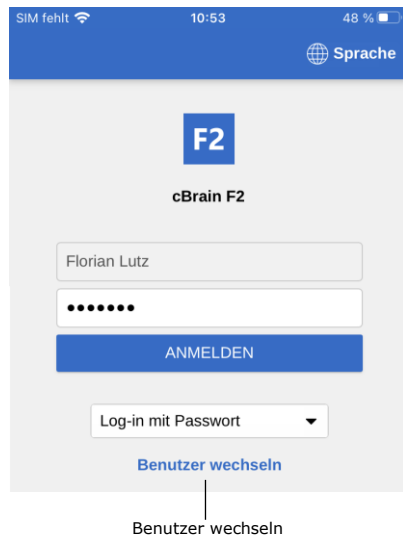 SIM fehlt 10:53 48 %
Sprache
F2
cBrain F2
Florian Lutz
•••••••
ANMELDEN
Log-in mit Passwort
Benutzer wechseln
Benutzer wechseln